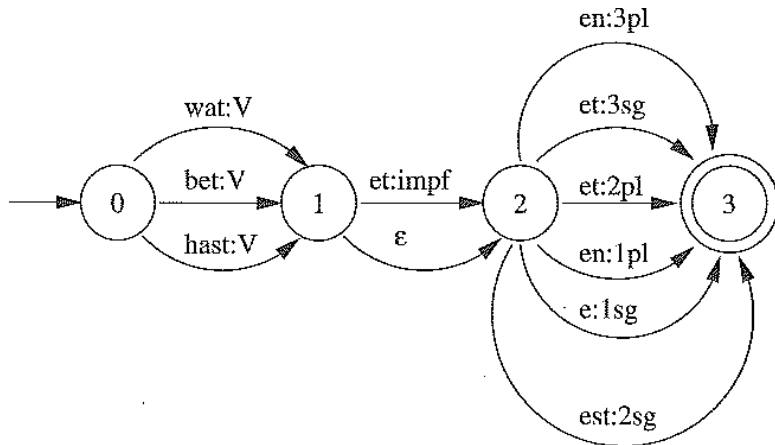 en:3pl
wat:V
et:3sg
0
bet:V
1
et:impf
2
et:2pl
3
hast:V
ε
en:1pl
e:1sg
est:2sg